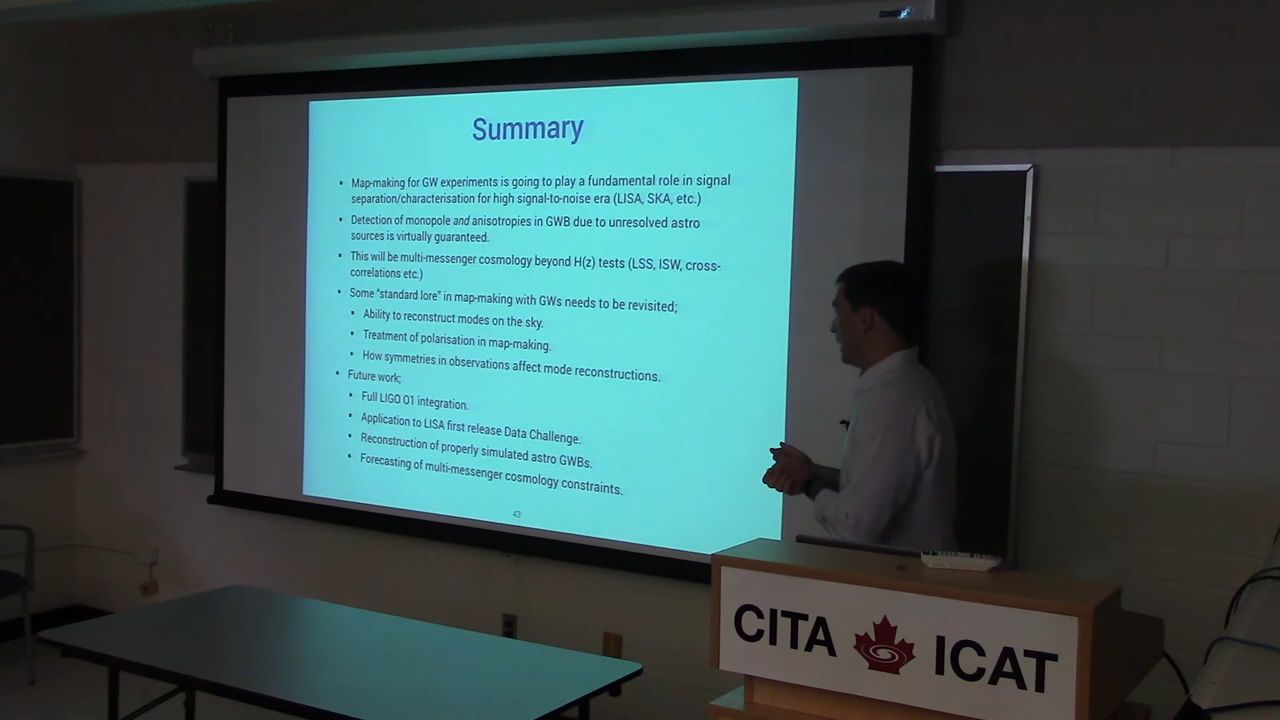 Summary
• Map-making for GW experiments is going to play a fundamental role in signal
separation/characterisation for high signal-to-noise era (LISA, SKA, etc.)
• Detection of monopole and anisotropies in GWB due to unresolved astro
sources is virtually guaranteed.
• This will be multi-messenger cosmology beyond H(z) tests (LSS, ISW, cross-
correlations etc.)
• Some "standard lore" in map-making with GWs needs to be revisited;
• Ability to reconstruct modes on the sky.
• Treatment of polarisation in map-making.
• How symmetries in observations affect mode reconstructions.
• Future work;
• Full LIGO O1 integration.
• Application to LISA first release Data Challenge.
• Reconstruction of properly simulated astro GWBs.
• Forecasting of multi-messenger cosmology constraints.
43
CITA ICAT